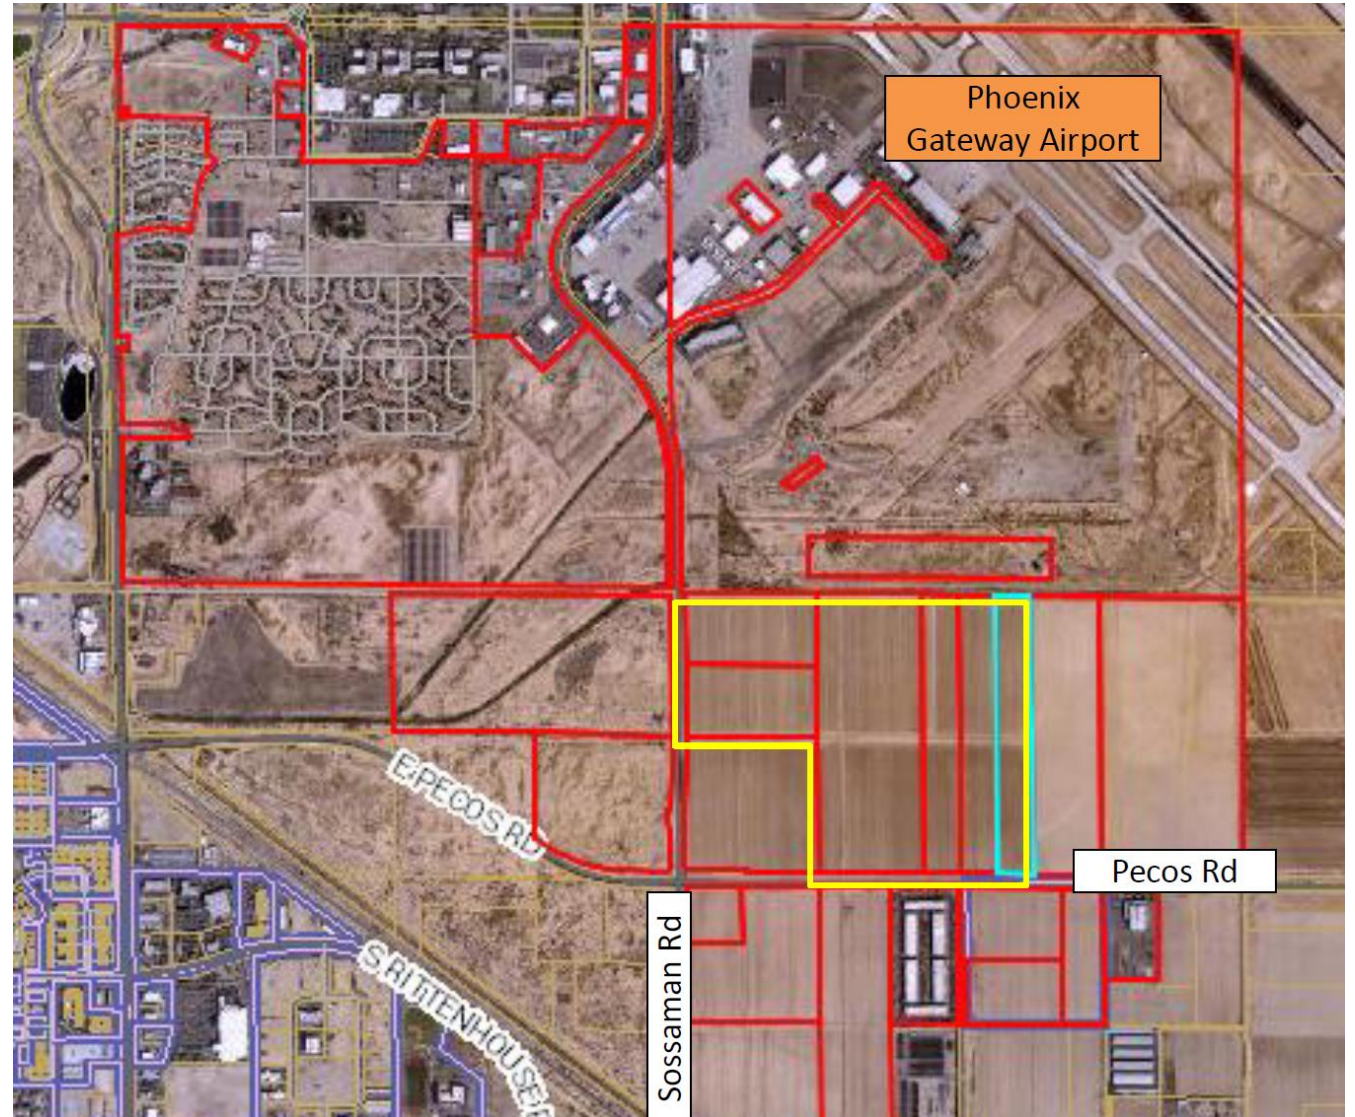 Phoenix
Gateway Airport
E PECOS RD
Pecos Rd
Sossaman Rd
S RITTENHOUSE